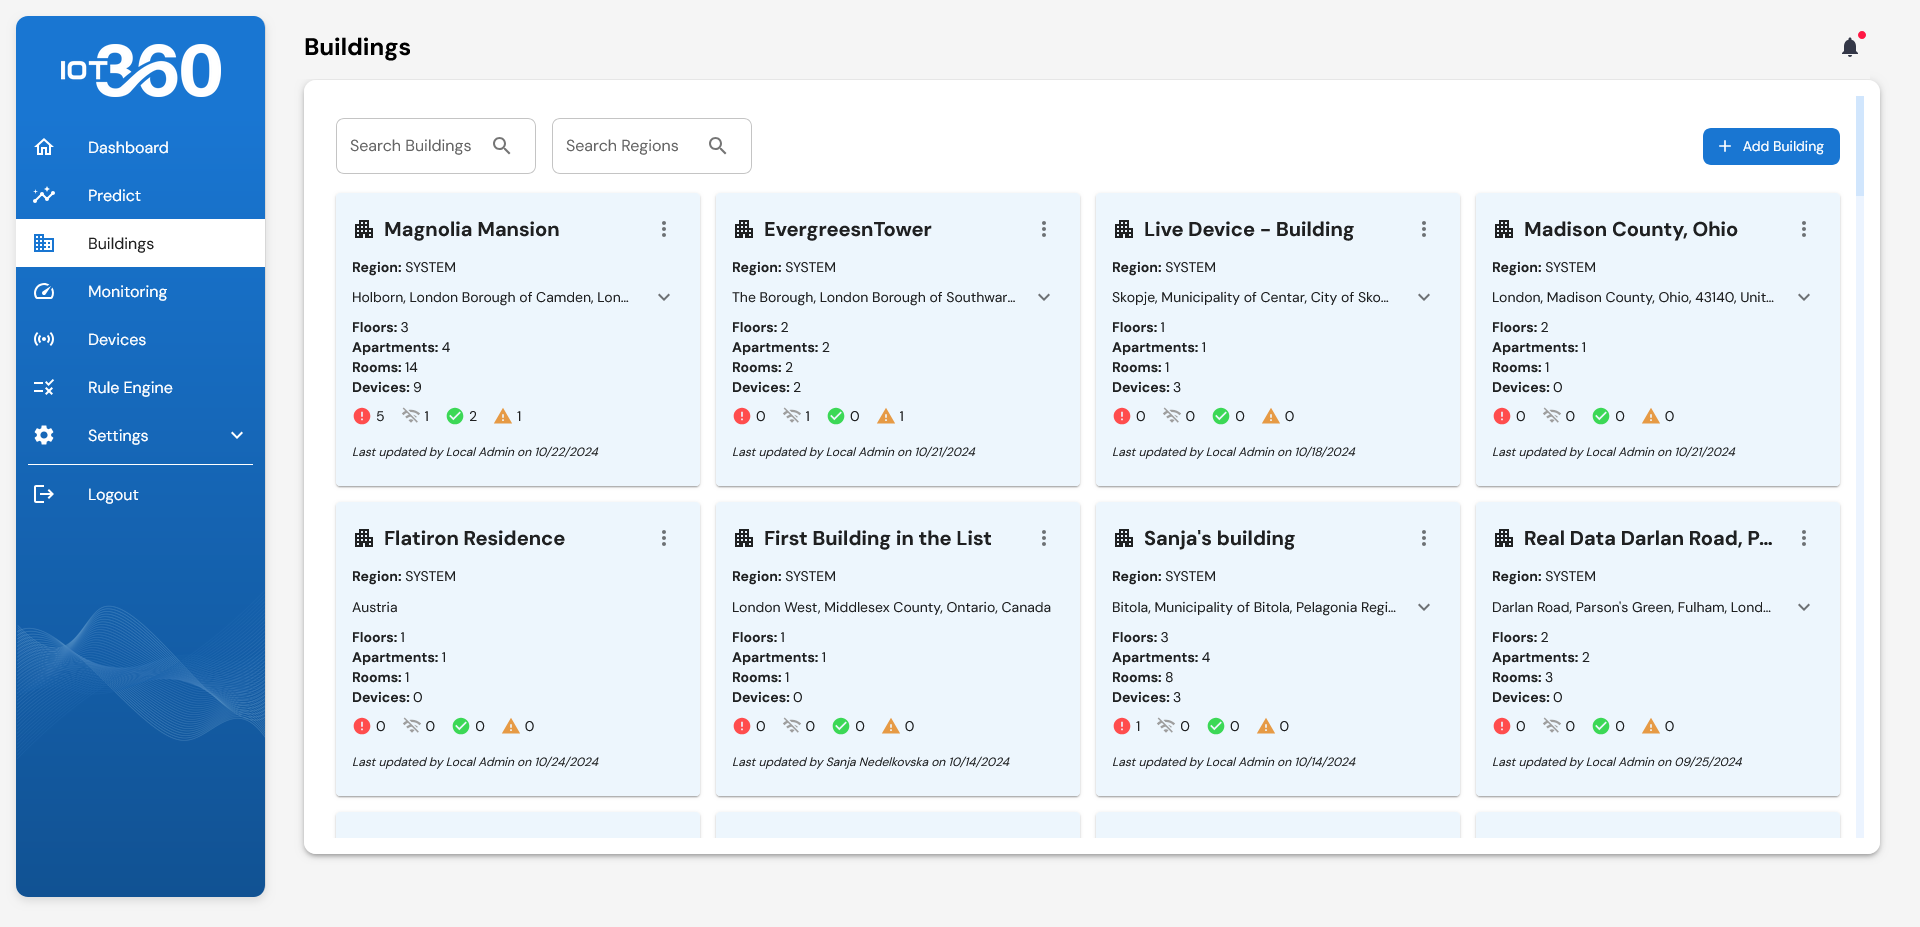 IOT360
Dashboard
Predict
Buildings
Monitoring
Devices
Rule Engine
Settings
Logout
Buildings
Search Buildings
Search Regions
Add Building
Magnolia Mansion
Region: SYSTEM
Holborn, London Borough of Camden, Lon...
Floors: 3
Apartments: 4
Rooms: 14
Devices: 9
5 1 2 1
Last updated by Local Admin on 10/22/2024
EvergreesnTower
Region: SYSTEM
The Borough, London Borough of Southwar...
Floors: 2
Apartments: 2
Rooms: 2
Devices: 2
0 1 0 1
Last updated by Local Admin on 10/21/2024
Live Device - Building
Region: SYSTEM
Skopje, Municipality of Centar, City of Sko...
Floors: 1
Apartments: 1
Rooms: 1
Devices: 3
0 0 0 0
Last updated by Local Admin on 10/18/2024
Madison County, Ohio
Region: SYSTEM
London, Madison County, Ohio, 43140, Unit...
Floors: 2
Apartments: 1
Rooms: 1
Devices: 0
0 0 0 0
Last updated by Local Admin on 10/21/2024
Flatiron Residence
Region: SYSTEM
Austria
Floors: 1
Apartments: 1
Rooms: 1
Devices: 0
0 0 0 0
Last updated by Local Admin on 10/24/2024
First Building in the List
Region: SYSTEM
London West, Middlesex County, Ontario, Canada
Floors: 1
Apartments: 1
Rooms: 1
Devices: 0
0 0 0 0
Last updated by Sanja Nedelkovska on 10/14/2024
Sanja's building
Region: SYSTEM
Bitola, Municipality of Bitola, Pelagonia Regi...
Floors: 3
Apartments: 4
Rooms: 8
Devices: 3
1 0 0 0
Last updated by Local Admin on 10/14/2024
Real Data Darlan Road, P...
Region: SYSTEM
Darlan Road, Parson's Green, Fulham, Lond...
Floors: 2
Apartments: 2
Rooms: 3
Devices: 0
0 0 0 0
Last updated by Local Admin on 09/25/2024